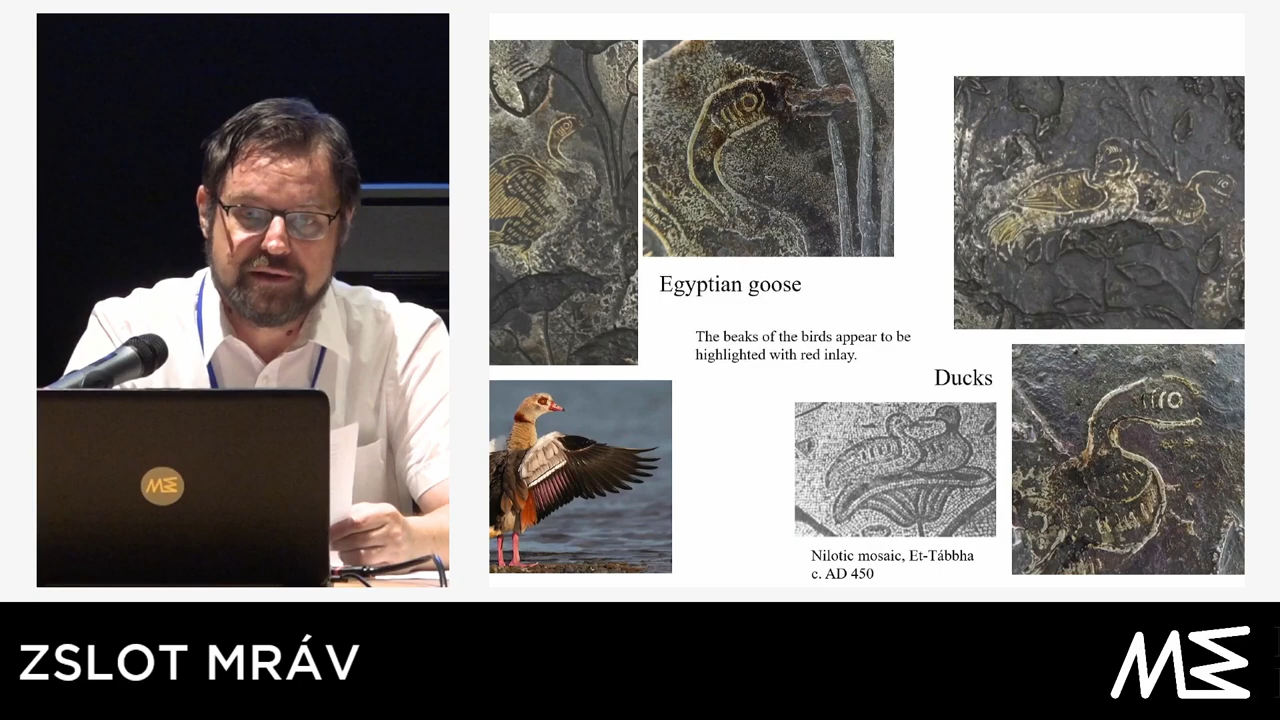 Egyptian goose
The beaks of the birds appear to be
highlighted with red inlay.
Ducks
Nilotic mosaic, Et-Tábbha
c. AD 450
ZSLOT MRÁV